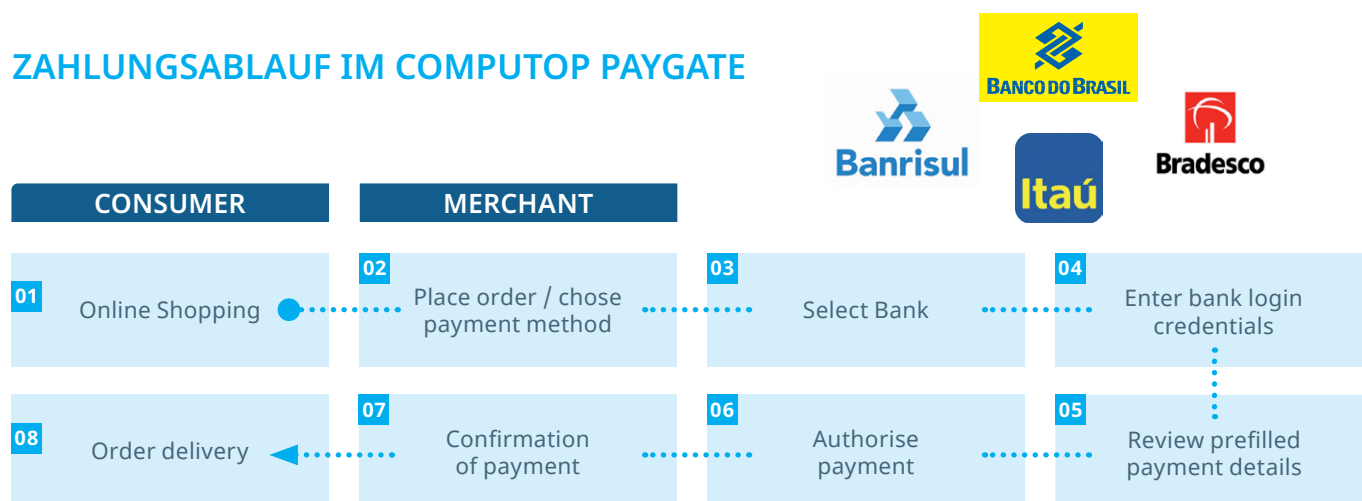 ZAHLUNGSABLAUF IM COMPUTOP PAYGATE
BANCO DO BRASIL
Banrisul
Itaú
Bradesco
CONSUMER
MERCHANT
01
Online Shopping
02
Place order / chose
payment method
03
Select Bank
04
Enter bank login
credentials
05
Review prefilled
payment details
06
Authorise
payment
07
Confirmation
of payment
08
Order delivery